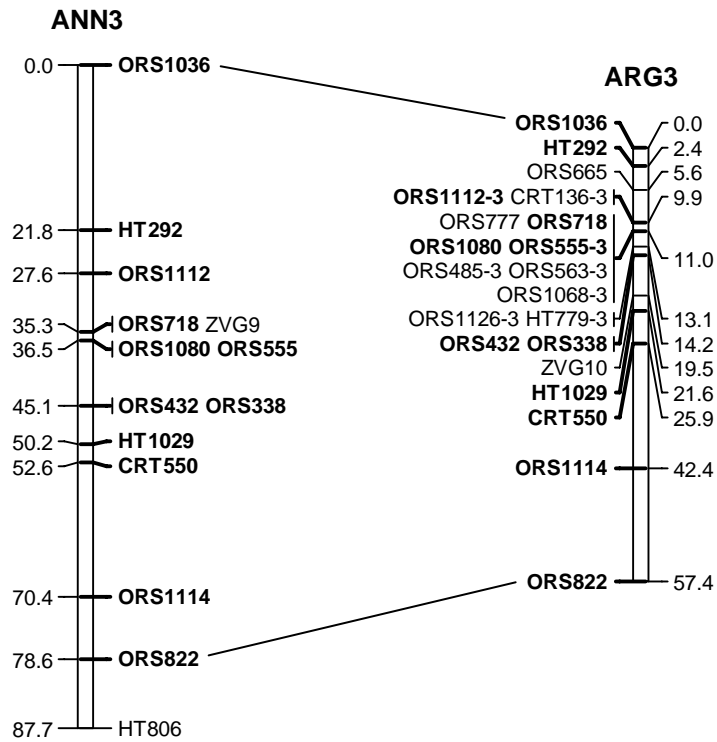 ANN3
0.0 ORS1036
21.8 HT292
27.6 ORS1112
35.3 ORS718 ZVG9
36.5 ORS1080 ORS555
45.1 ORS432 ORS338
50.2 HT1029
52.6 CRT550
70.4 ORS1114
78.6 ORS822
87.7 HT806
ARG3
ORS1036 0.0
HT292 2.4
ORS665 5.6
ORS1112-3 CRT136-3 9.9
ORS777 ORS718
ORS1080 ORS555-3 11.0
ORS485-3 ORS563-3
ORS1068-3
ORS1126-3 HT779-3 13.1
ORS432 ORS338 14.2
ZVG10 19.5
HT1029 21.6
CRT550 25.9
ORS1114 42.4
ORS822 57.4